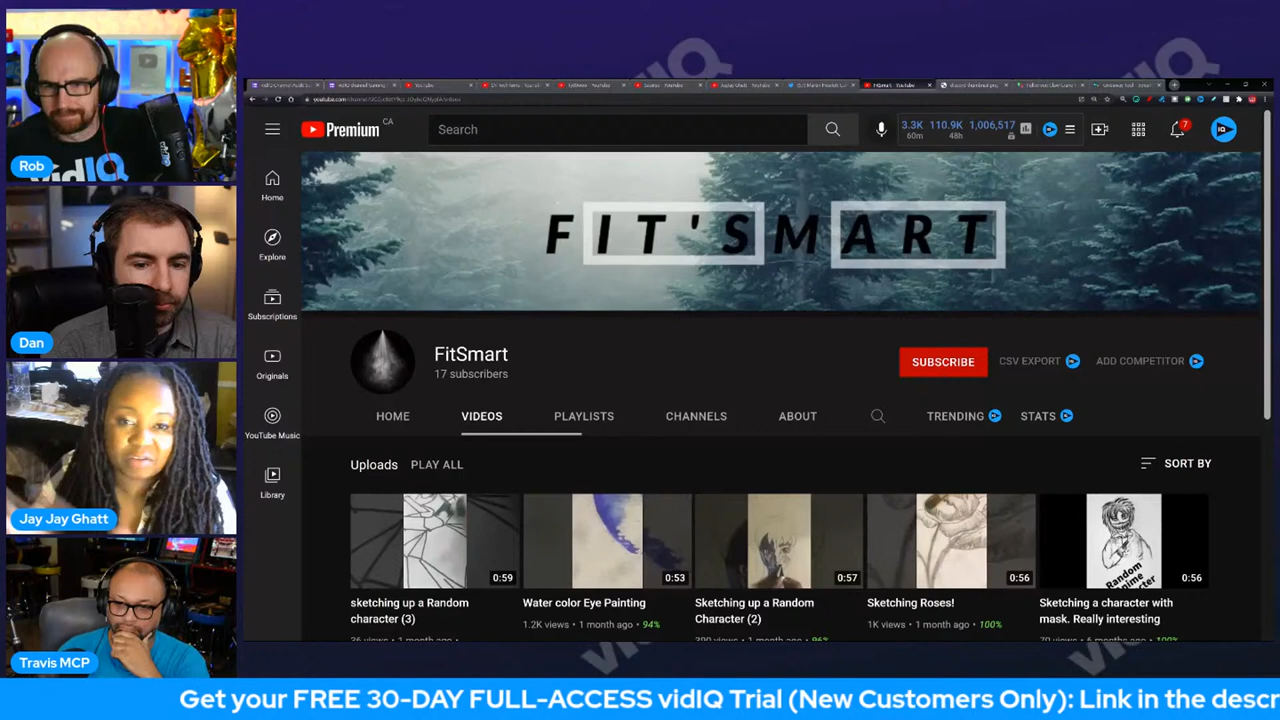 vidIQ
Rob
Dan
Jay Jay Ghatt
Travis MCP
Premium
CA
Search
3.3K 110.9K 1,006,517
60m 48h
7
IQ
Home
Explore
Subscriptions
Originals
YouTube Music
Library
FIT'SMART
FitSmart
17 subscribers
SUBSCRIBE
CSV EXPORT
ADD COMPETITOR
HOME
VIDEOS
PLAYLISTS
CHANNELS
ABOUT
TRENDING
STATS
Uploads
PLAY ALL
SORT BY
0:59
0:53
0:57
0:56
Random
Anime
Character
0:56
sketching up a Random
character (3)
Water color Eye Painting
1.2K views • 1 month ago • 94%
Sketching up a Random
Character (2)
Sketching Roses!
1K views • 1 month ago • 100%
Sketching a character with
mask. Really interesting
Get your FREE 30-DAY FULL-ACCESS vidIQ Trial (New Customers Only): Link in the descr